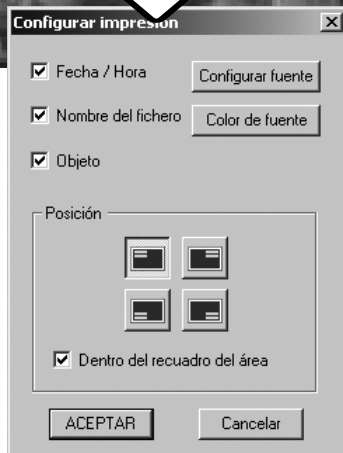 Configurar impresión
Fecha / Hora
Configurar fuente
Nombre del fichero
Color de fuente
Objeto
Posición
Dentro del recuadro del área
ACEPTAR
Cancelar